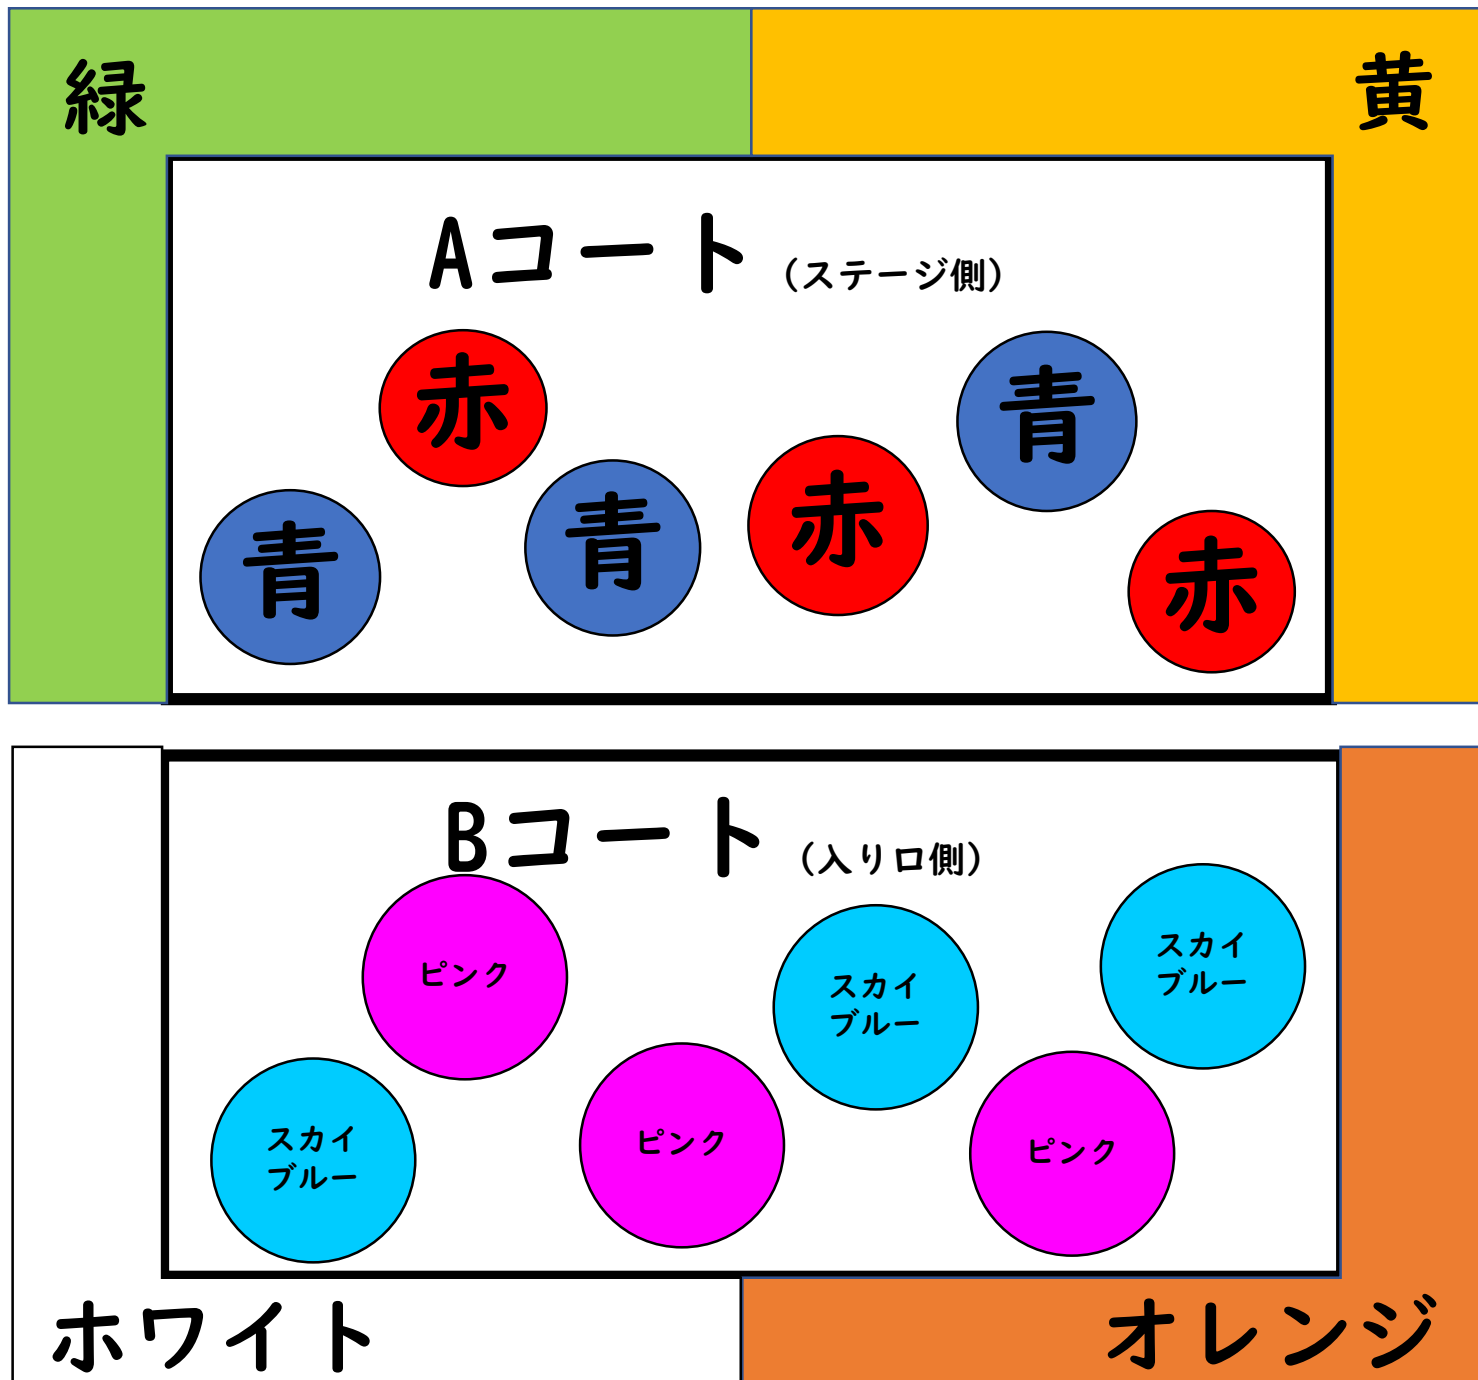 緑
黄
Aコート（ステージ側）
赤
青
青
赤
青
赤
Bコート（入り口側）
ピンク
スカイ
ブルー
スカイ
ブルー
スカイ
ブルー
ピンク
ピンク
ホワイト
オレンジ